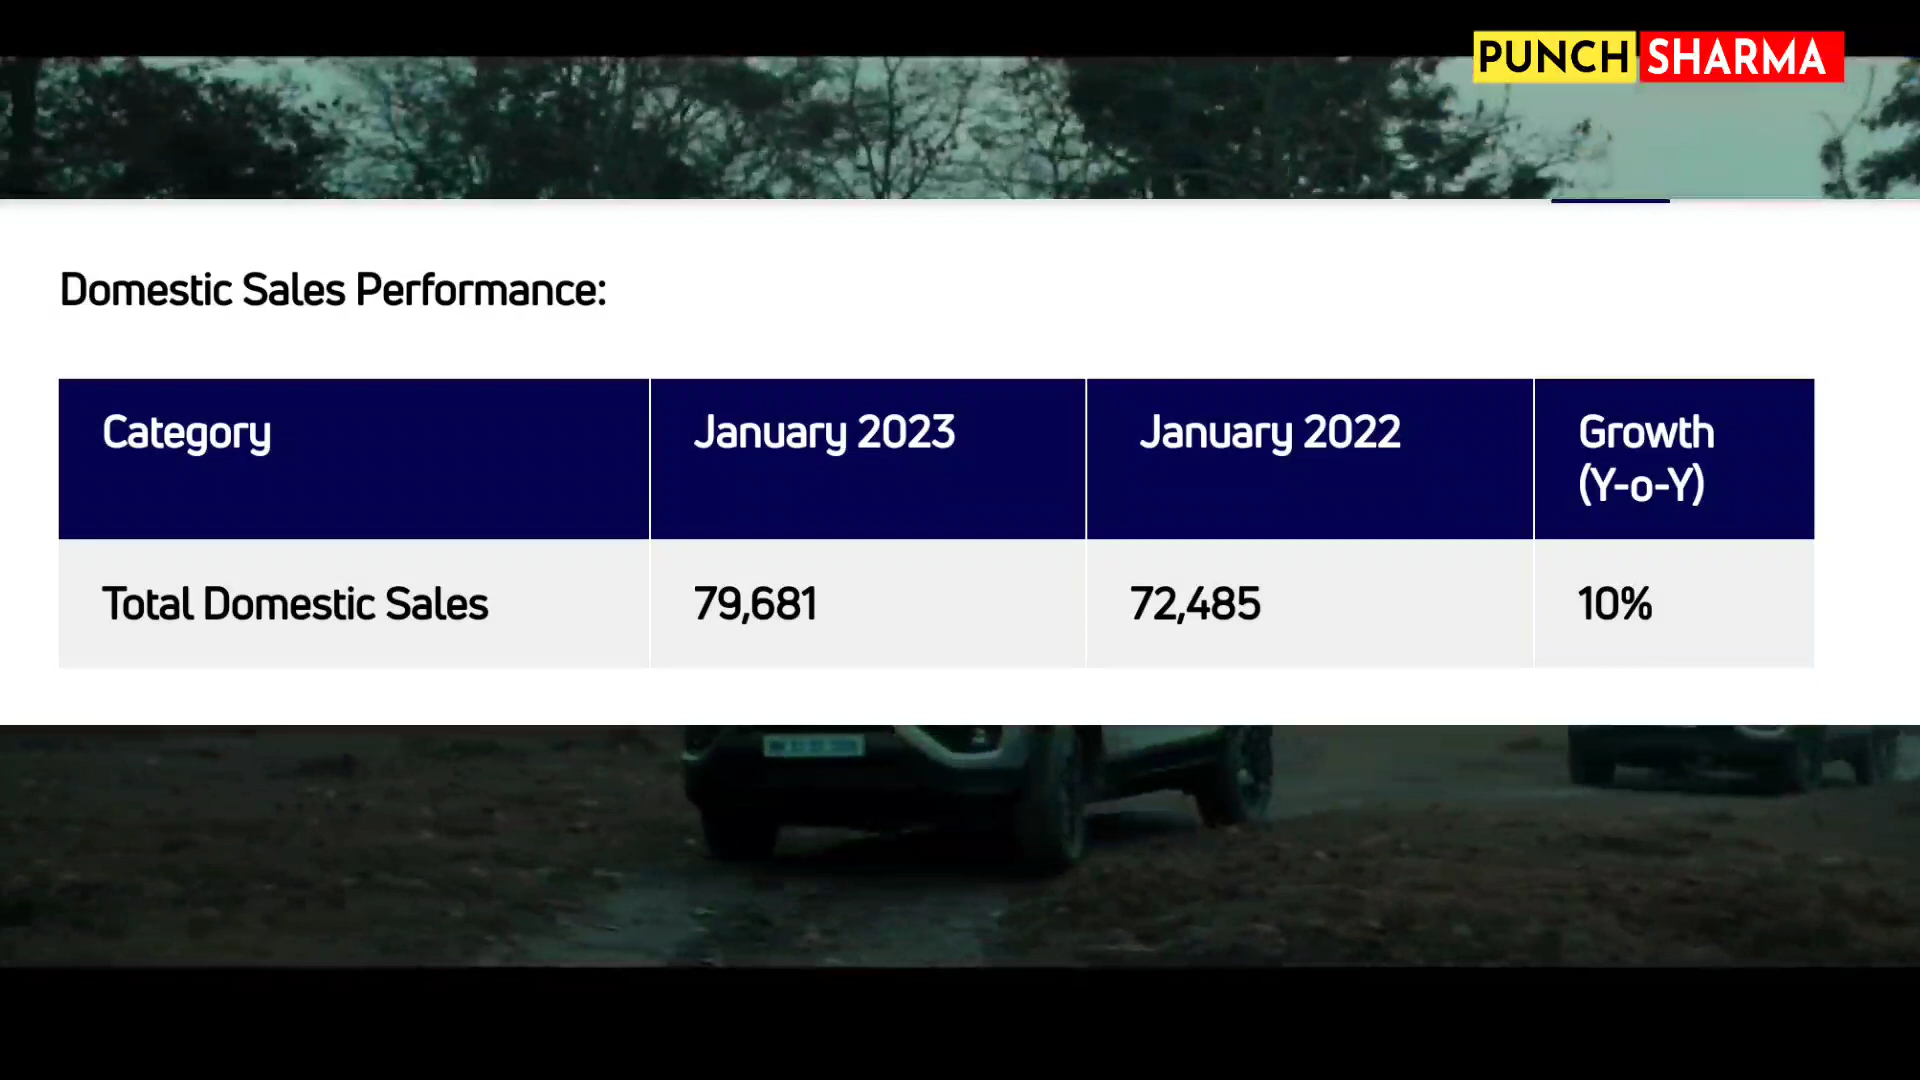 PUNCH SHARMA
Domestic Sales Performance:
Category January 2023 January 2022 Growth
(Y-o-Y)
Total Domestic Sales 79,681 72,485 10%